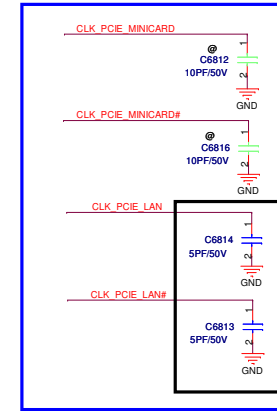 CLK_PCIE_MINICARD
1
@
C6812
10PF/50V
2
GND
CLK_PCIE_MINICARD#
1
@
C6816
10PF/50V
2
GND
CLK_PCIE_LAN
1
C6814
5PF/50V
2
GND
CLK_PCIE_LAN#
1
C6813
5PF/50V
2
GND